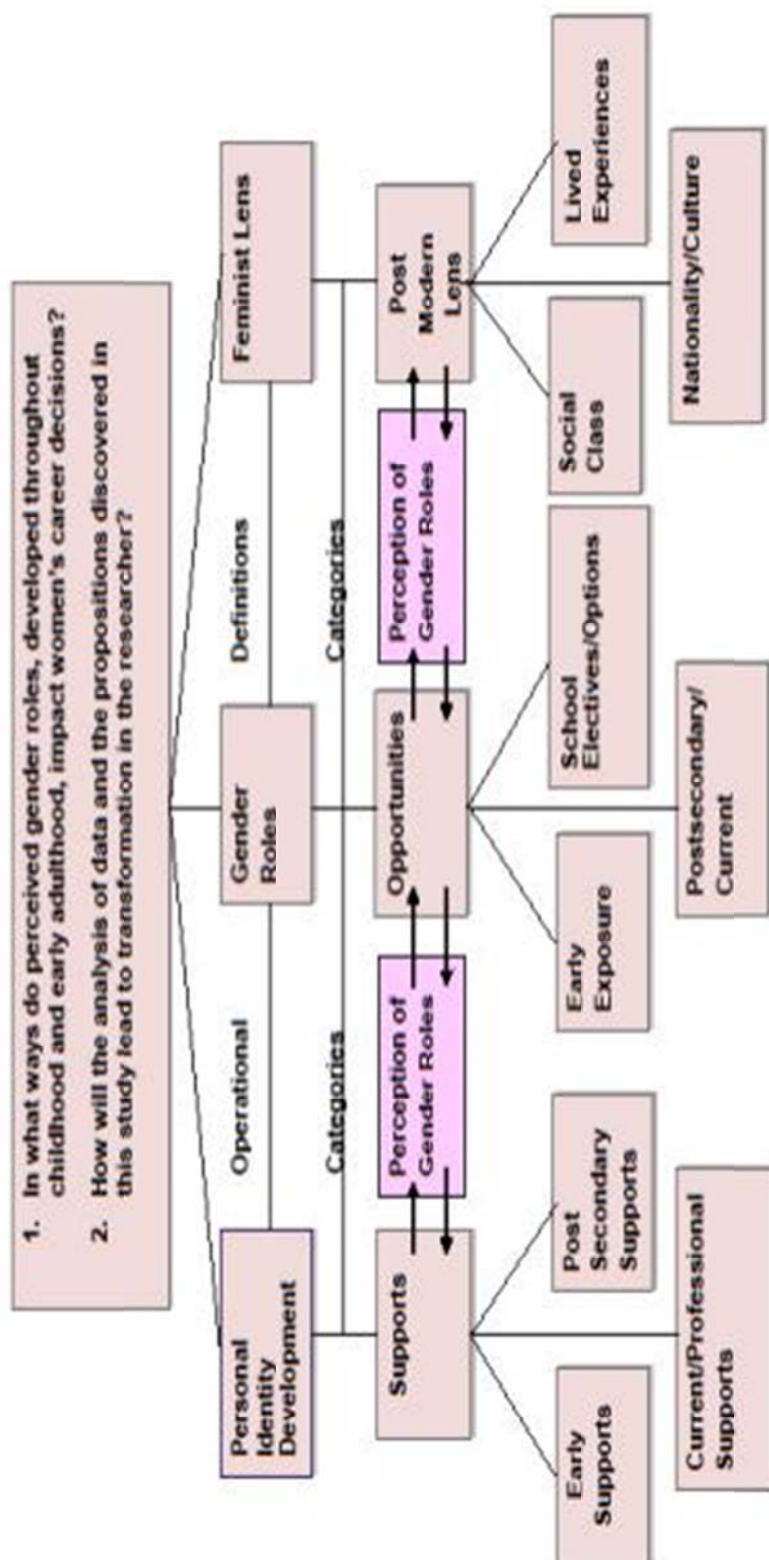 1. In what ways do perceived gender roles, developed throughout
childhood and early adulthood, impact women's career decisions?
2. How will the analysis of data and the propositions discovered in
this study lead to transformation in the researcher?
Personal
Identity
Development
Operational
Gender
Roles
Definitions
Feminist Lens
Categories
Categories
Supports
Perception of
Gender Roles
Opportunities
Perception of
Gender Roles
Post
Modern
Lens
Early
Supports
Post
Secondary
Supports
Early
Exposure
School
Electives/Options
Social
Class
Lived
Experiences
Current/Professional
Supports
Postsecondary/
Current
Nationality/Culture